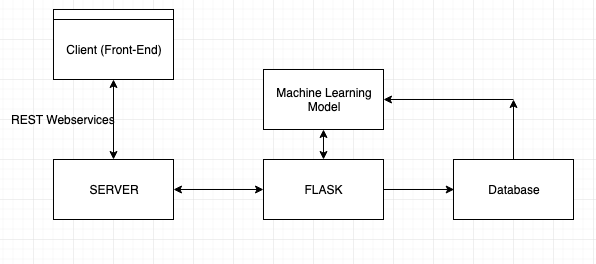 Client (Front-End)
Machine Learning
Model
REST Webservices
SERVER
FLASK
Database